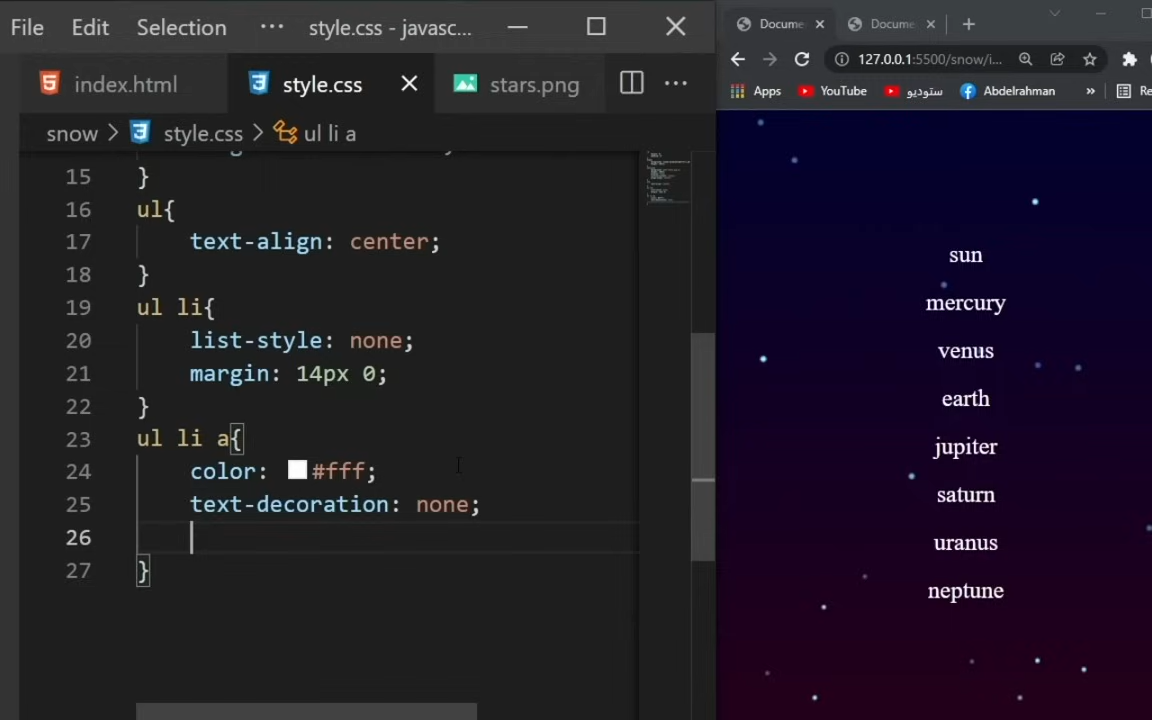 File Edit Selection ··· style.css - javasc...
index.html style.css stars.png
snow > style.css > ul li a
15 }
16 ul{
17 text-align: center;
18 }
19 ul li{
20 list-style: none;
21 margin: 14px 0;
22 }
23 ul li a{
24 color: #fff;
25 text-decoration: none;
26
27 }
Docume Docume
127.0.0.1:5500/snow/i...
Apps YouTube ستوديو Abdelrahman » Re
sun
mercury
venus
earth
jupiter
saturn
uranus
neptune